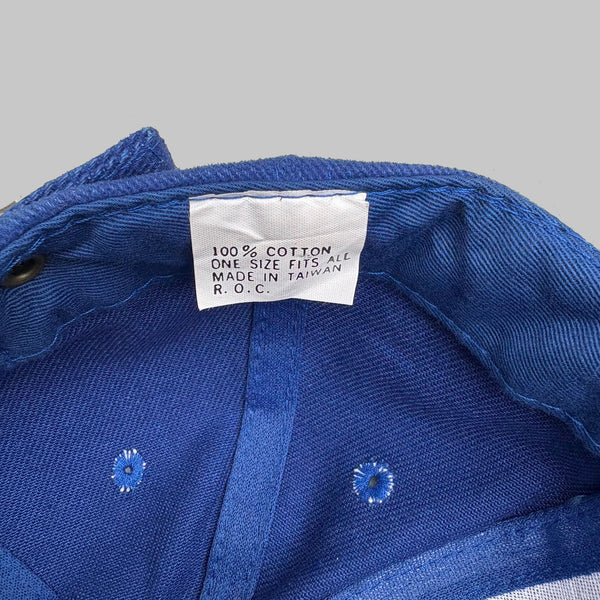 100% COTTON
ONE SIZE FITS ALL
MADE IN TAIWAN
R. O. C.